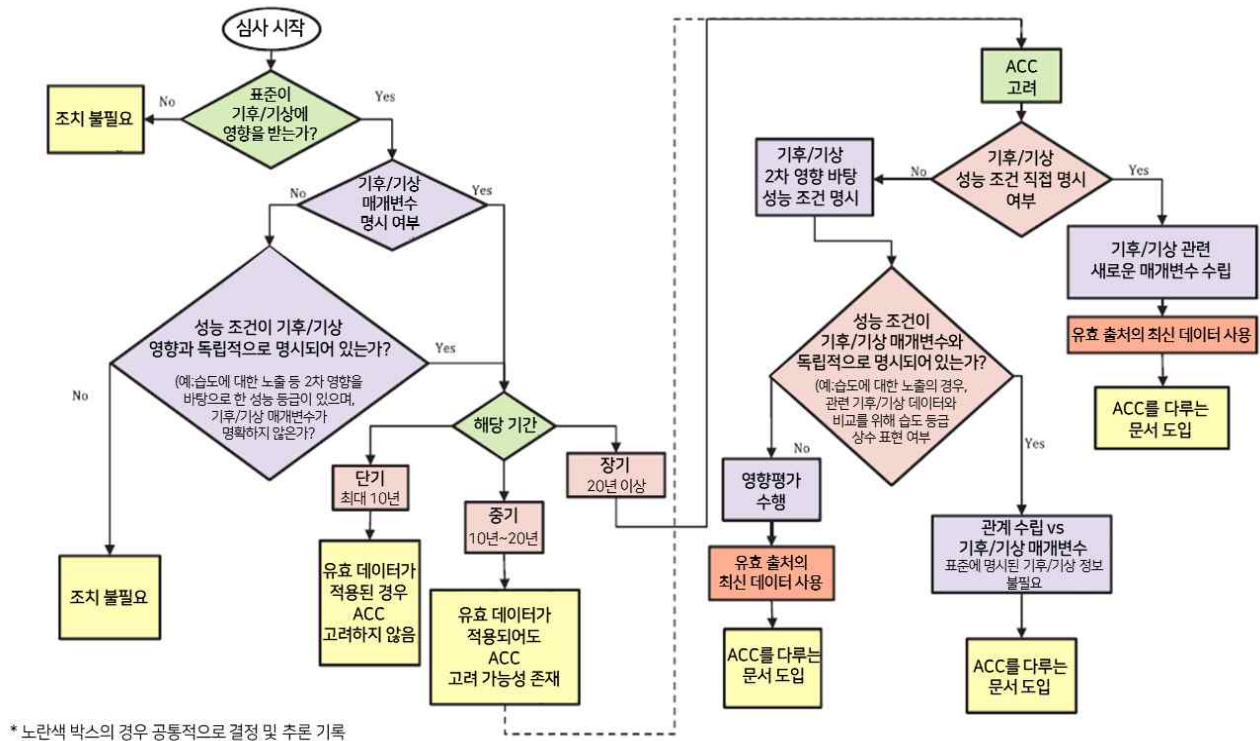 심사 시작
표준이
기후/기상에
영향을 받는가?
No
Yes
조치 불필요
기후/기상
매개변수
명시 여부
No
Yes
성능 조건이 기후/기상
영향과 독립적으로 명시되어 있는가?
(예:습도에 대한 노출 등 2차 영향을
바탕으로 한 성능 등급이 있으며,
기후/기상 매개변수가
명확하지 않은가?
No
Yes
조치 불필요
해당 기간
단기
최대 10년
중기
10년~20년
장기
20년 이상
유효 데이터가
적용된 경우
ACC
고려하지 않음
유효 데이터가
적용되어도
ACC
고려 가능성 존재
ACC
고려
기후/기상
성능 조건 직접 명시
여부
No
Yes
기후/기상
2차 영향 바탕
성능 조건 명시
기후/기상 관련
새로운 매개변수 수립
유효 출처의 최신 데이터 사용
ACC를 다루는
문서 도입
성능 조건이
기후/기상 매개변수와
독립적으로 명시되어 있는가?
(예:습도에 대한 노출의 경우,
관련 기후/기상 데이터와
비교를 위해 습도 등급
상수 표현 여부
No
Yes
영향평가
수행
유효 출처의
최신 데이터 사용
ACC를 다루는
문서 도입
관계 수립 vs
기후/기상 매개변수
표준에 명시된 기후/기상 정보
불필요
ACC를 다루는
문서 도입
* 노란색 박스의 경우 공통적으로 결정 및 추론 기록